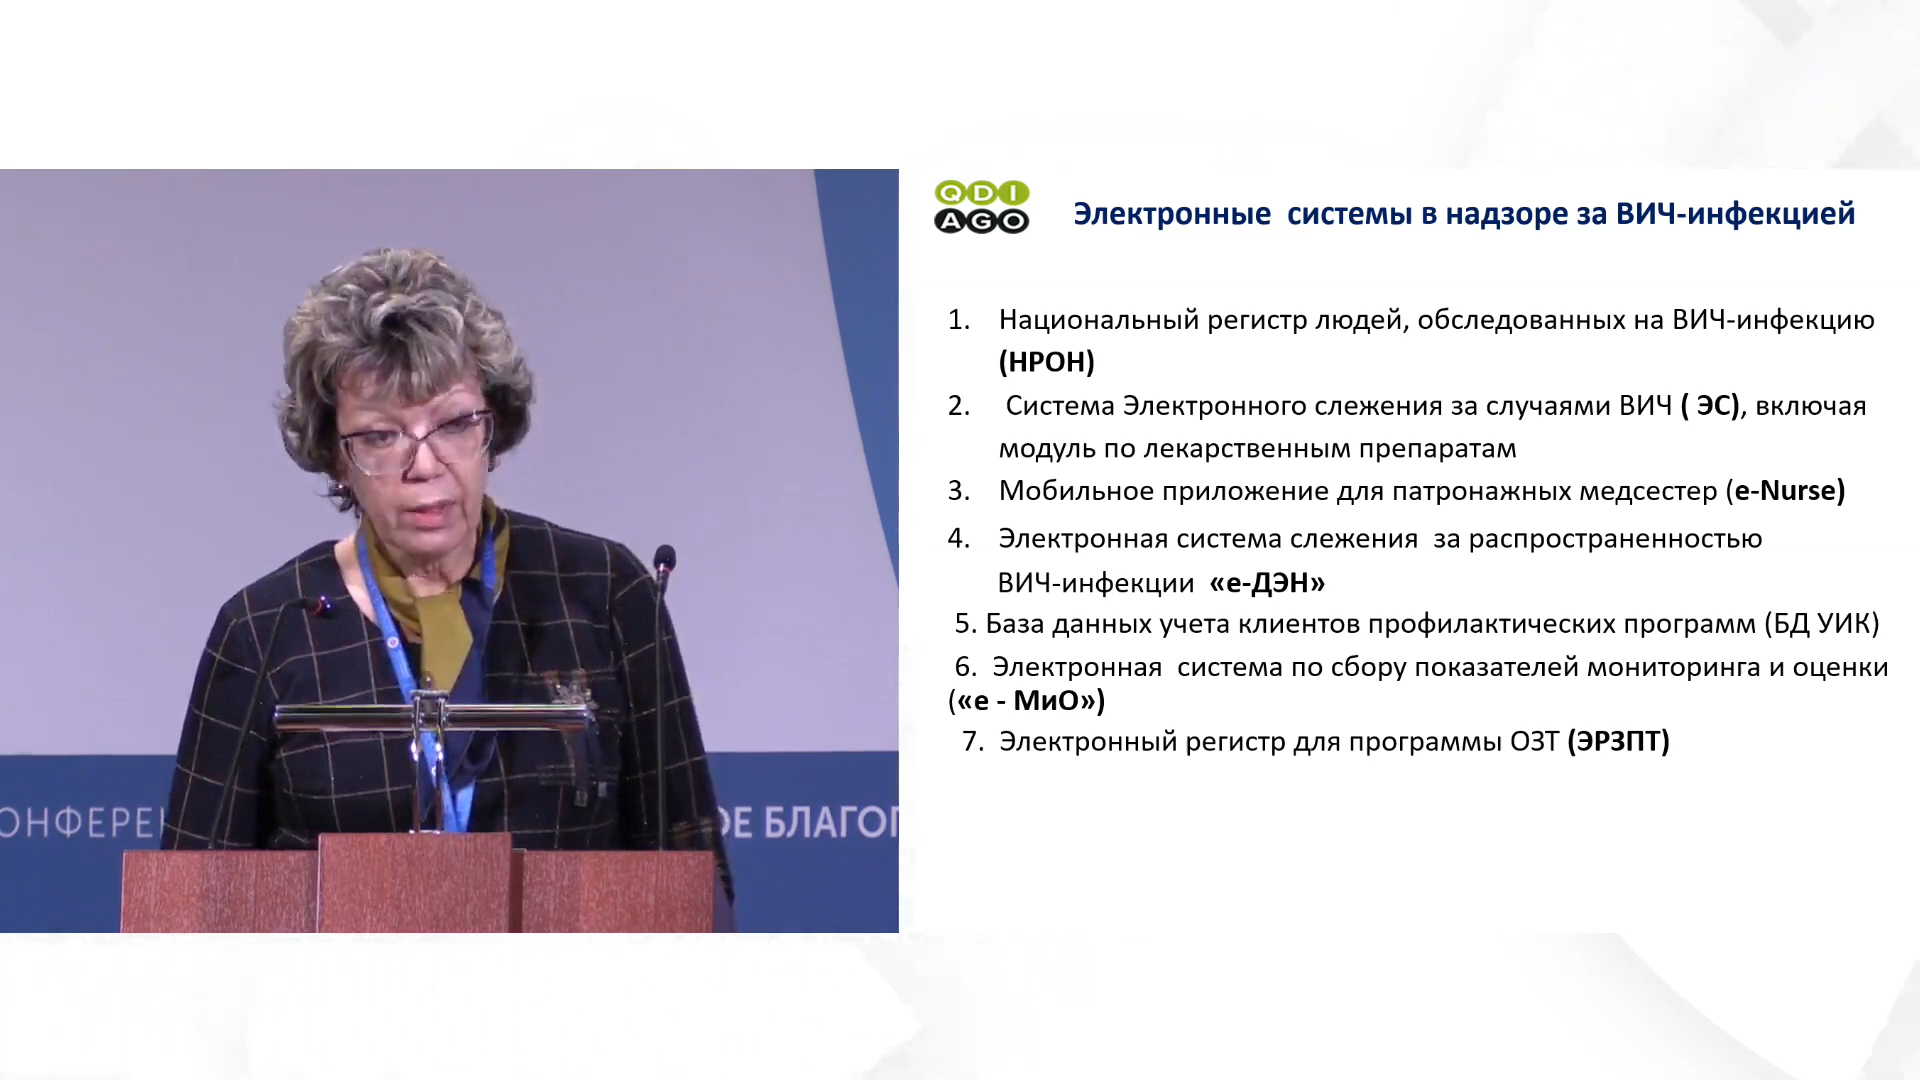 QDI
AGO
Электронные системы в надзоре за ВИЧ-инфекцией
1. Национальный регистр людей, обследованных на ВИЧ-инфекцию
(НРОН)
2. Система Электронного слежения за случаями ВИЧ ( ЭС), включая
модуль по лекарственным препаратам
3. Мобильное приложение для патронажных медсестер (e-Nurse)
4. Электронная система слежения за распространенностью
ВИЧ-инфекции «е-ДЭН»
5. База данных учета клиентов профилактических программ (БД УИК)
6. Электронная система по сбору показателей мониторинга и оценки
(«е - МиО»)
7. Электронный регистр для программы ОЗТ (ЭРЗПТ)
ОНФЕРЕН
ОЕ БЛАГОП